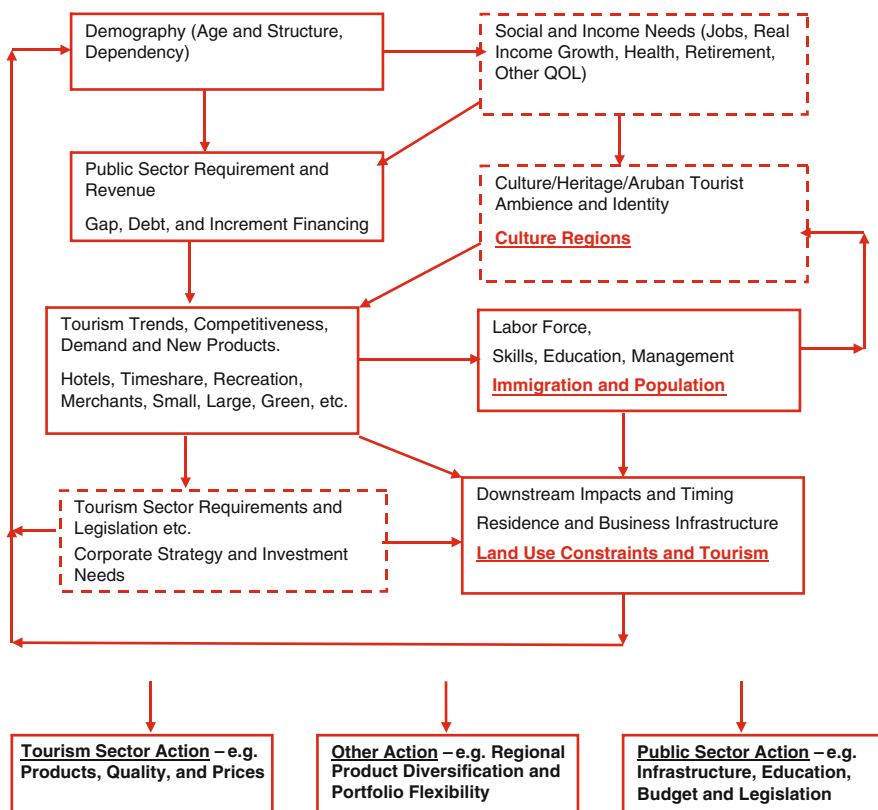 Demography (Age and Structure,
Dependency)
Social and Income Needs (Jobs, Real
Income Growth, Health, Retirement,
Other QOL)
Public Sector Requirement and
Revenue
Gap, Debt, and Increment Financing
Culture/Heritage/Aruban Tourist
Ambience and Identity
Culture Regions
Tourism Trends, Competitiveness,
Demand and New Products.
Hotels, Timeshare, Recreation,
Merchants, Small, Large, Green, etc.
Labor Force,
Skills, Education, Management
Immigration and Population
Tourism Sector Requirements and
Legislation etc.
Corporate Strategy and Investment
Needs
Downstream Impacts and Timing
Residence and Business Infrastructure
Land Use Constraints and Tourism
Tourism Sector Action – e.g.
Products, Quality, and Prices
Other Action – e.g. Regional
Product Diversification and
Portfolio Flexibility
Public Sector Action – e.g.
Infrastructure, Education,
Budget and Legislation